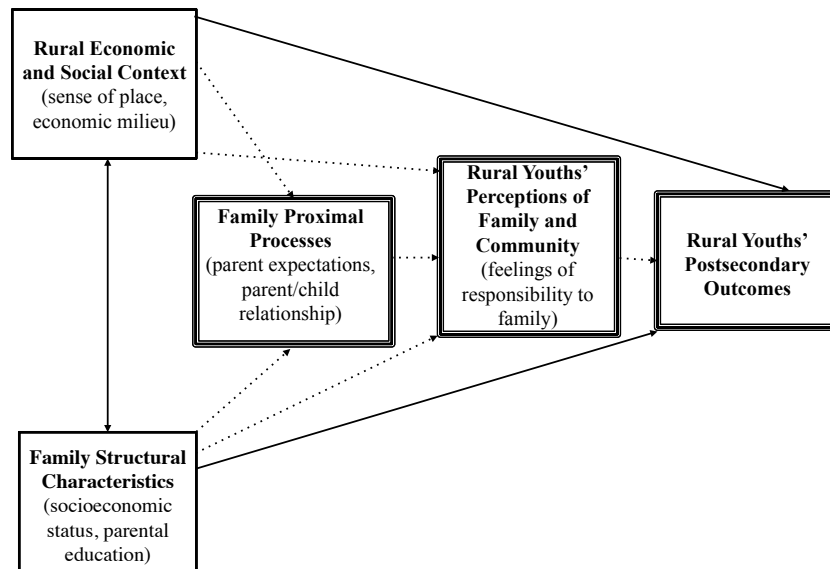 Rural Economic
and Social Context
(sense of place,
economic milieu)
Family Proximal
Processes
(parent expectations,
parent/child
relationship)
Rural Youths’
Perceptions of
Family and
Community
(feelings of
responsibility to
family)
Rural Youths’
Postsecondary
Outcomes
Family Structural
Characteristics
(socioeconomic
status, parental
education)